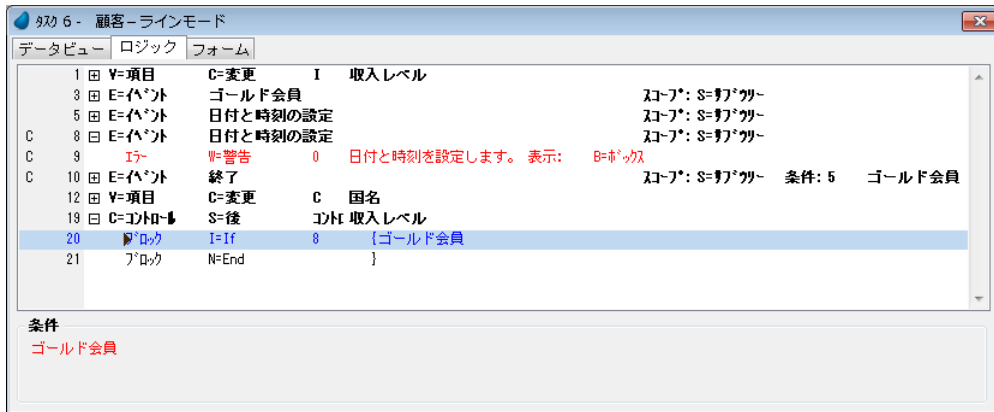 ﾀｽｸ 6 - 顧客－ラインモード
データビュー ロジック フォーム
1 V=項目 C=変更 I 収入レベル
3 E=ｲﾍﾞﾝﾄ ゴールド会員 ｽｺｰﾌﾟ: S=ｻﾌﾞﾂﾘｰ
5 E=ｲﾍﾞﾝﾄ 日付と時刻の設定 ｽｺｰﾌﾟ: S=ｻﾌﾞﾂﾘｰ
C 8 E=ｲﾍﾞﾝﾄ 日付と時刻の設定 ｽｺｰﾌﾟ: S=ｻﾌﾞﾂﾘｰ
C 9 ｴﾗｰ W=警告 0 日付と時刻を設定します。 表示: B=ﾎﾞｯｸｽ
C 10 E=ｲﾍﾞﾝﾄ 終了 ｽｺｰﾌﾟ: S=ｻﾌﾞﾂﾘｰ 条件: 5 ゴールド会員
12 V=項目 C=変更 C 国名
19 C=ｺﾝﾄﾛｰﾙ S=後 ｺﾝﾄﾛ 収入レベル
20 ﾌﾞﾛｯｸ I=If 8 {ゴールド会員
21 ﾌﾞﾛｯｸ N=End }
条件
ゴールド会員